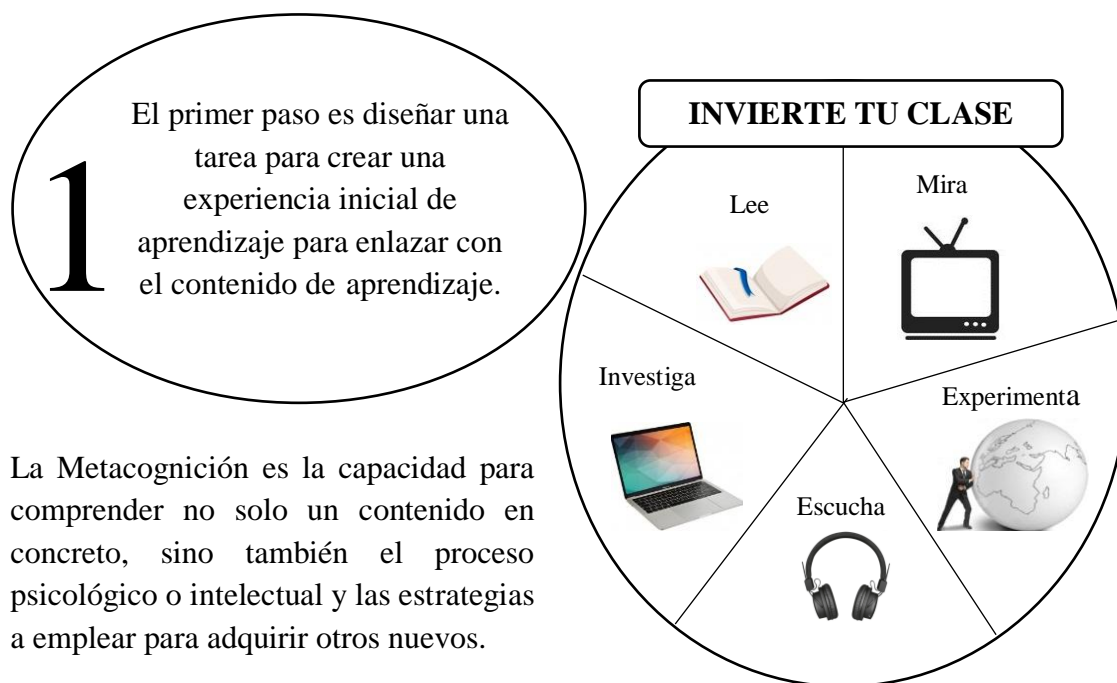 El primer paso es diseñar una
tarea para crear una
experiencia inicial de
aprendizaje para enlazar con
el contenido de aprendizaje.
1
INVIERTE TU CLASE
Mira
Lee
Investiga
Experimenta
Escucha
La Metacognición es la capacidad para
comprender no solo un contenido en
concreto, sino también el proceso
psicológico o intelectual y las estrategias
a emplear para adquirir otros nuevos.